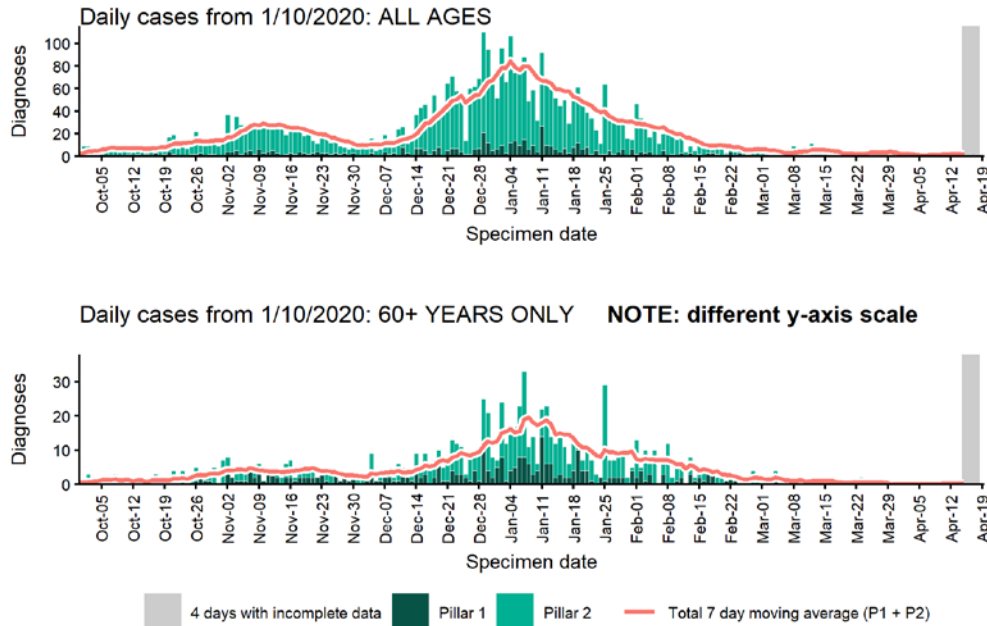 Daily cases from 1/10/2020: ALL AGES
Diagnoses
100
80
60
40
20
0
Oct-05
Oct-12
Oct-19
Oct-26
Nov-02
Nov-09
Nov-16
Nov-23
Nov-30
Dec-07
Dec-14
Dec-21
Dec-28
Jan-04
Jan-11
Jan-18
Jan-25
Feb-01
Feb-08
Feb-15
Feb-22
Mar-01
Mar-08
Mar-15
Mar-22
Mar-29
Apr-05
Apr-12
Apr-19
Specimen date
Daily cases from 1/10/2020: 60+ YEARS ONLY NOTE: different y-axis scale
Diagnoses
30
20
10
0
Oct-05
Oct-12
Oct-19
Oct-26
Nov-02
Nov-09
Nov-16
Nov-23
Nov-30
Dec-07
Dec-14
Dec-21
Dec-28
Jan-04
Jan-11
Jan-18
Jan-25
Feb-01
Feb-08
Feb-15
Feb-22
Mar-01
Mar-08
Mar-15
Mar-22
Mar-29
Apr-05
Apr-12
Apr-19
Specimen date
4 days with incomplete data Pillar 1 Pillar 2 Total 7 day moving average (P1 + P2)